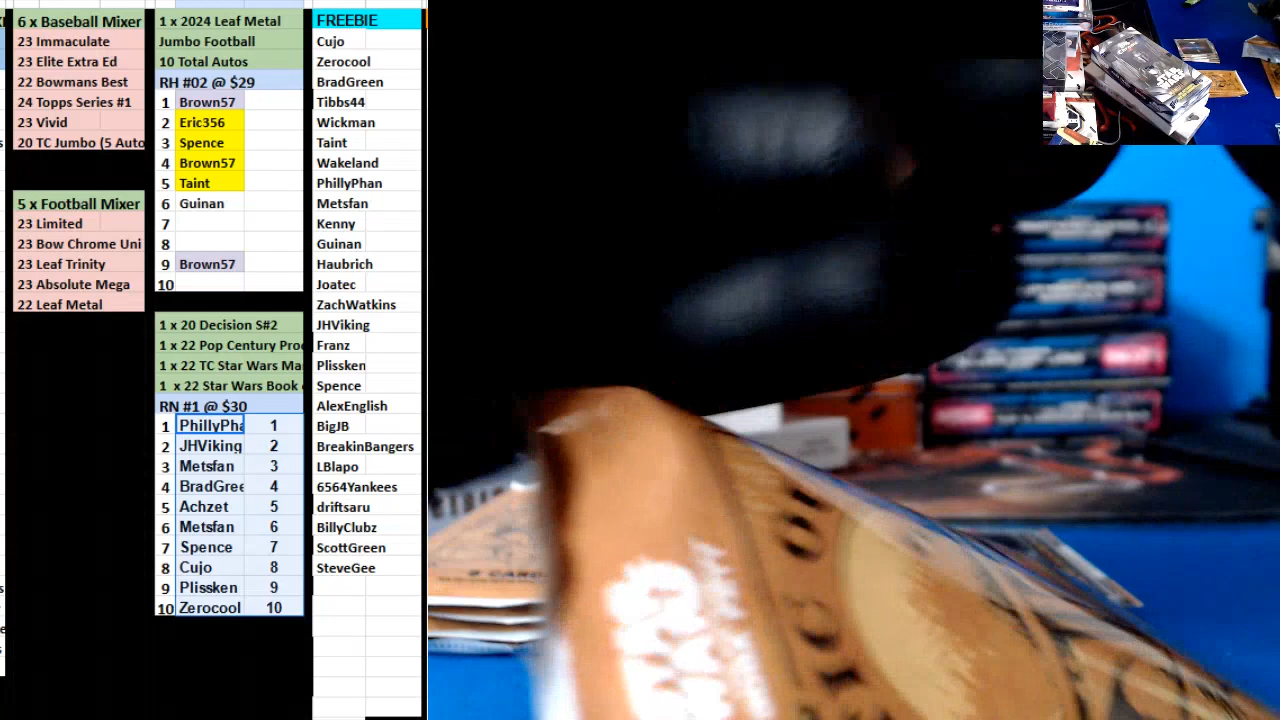 6 x Baseball Mixer
23 Immaculate
23 Elite Extra Ed
22 Bowmans Best
24 Topps Series #1
23 Vivid
20 TC Jumbo (5 Auto
5 x Football Mixer
23 Limited
23 Bow Chrome Uni
23 Leaf Trinity
23 Absolute Mega
22 Leaf Metal
1 x 2024 Leaf Metal
Jumbo Football
10 Total Autos
RH #02 @ $29
1 Brown57
2 Eric356
3 Spence
4 Brown57
5 Taint
6 Guinan
7
8
9 Brown57
10
1 x 20 Decision S#2
1 x 22 Pop Century Pro
1 x 22 TC Star Wars Ma
1 x 22 Star Wars Book
RN #1 @ $30
1 PhillyPha 1
2 JHViking 2
3 Metsfan 3
4 BradGree 4
5 Achzet 5
6 Metsfan 6
7 Spence 7
8 Cujo 8
9 Plissken 9
10 Zerocool 10
FREEBIE
Cujo
Zerocool
BradGreen
Tibbs44
Wickman
Taint
Wakeland
PhillyPhan
Metsfan
Kenny
Guinan
Haubrich
Joatec
ZachWatkins
JHViking
Franz
Plissken
Spence
AlexEnglish
BigJB
BreakinBangers
LBlapo
6564Yankees
driftsaru
BillyClubz
ScottGreen
SteveGee
STAR
WARS